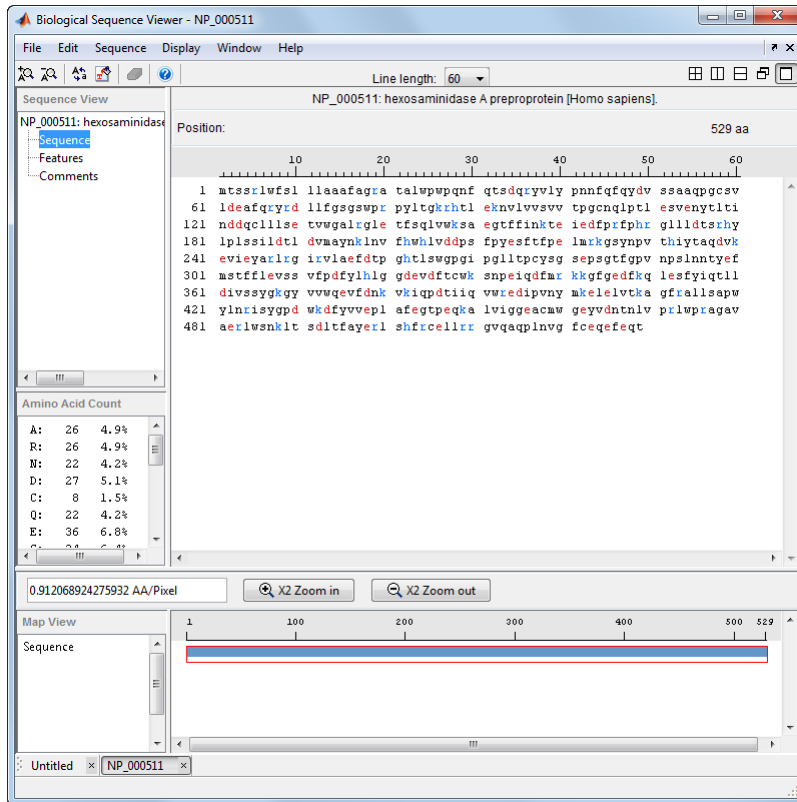 Biological Sequence Viewer - NP_000511
File Edit Sequence Display Window Help
Line length: 60
Sequence View
NP_000511: hexosaminidase
Sequence
Features
Comments
NP_000511: hexosaminidase A preproprotein [Homo sapiens].
Position: 529 aa
10 20 30 40 50 60
1 mtssrlwfsl llaaafagra talwpwpqnf qtsdqryvly pnnfqfqydv ssaaqpgcsv
61 ldeafqryrd llfgsgswpr pyltgkrhtl eknvlvvsvv tpgcnqlptl esvenytlti
121 nddqclllse tvwgalrgle tfsqlvwksa egtffinkte iedfprfphr gllldtsrhy
181 lplssildtl dvmaynklnv fhwhlvddps fpyesftfpe lmrkgsynpv thiytaqdvk
241 evieyarlrg irvlaefdtp ghtlswgpgi pglltpcysg sepsgtfgpv npslnntyef
301 mstfflevss vfpdfylhlg gdevdftcwk snpeiqdfmr kkgfgedfkq lesfyiqtll
361 divssygkgy vvwqevfdnk vkiqpdtiiq vwredipvny mkelelvtka gfrallsapw
421 ylnrisygpd wkdfyvvepl afegtpeqka lviggeacmw geyvdntnlv prlwpragav
481 aerlwsnklt sdltfayerl shfrcellrr gvqaqplnvg fceqefeqt
Amino Acid Count
A: 26 4.9%
R: 26 4.9%
N: 22 4.2%
D: 27 5.1%
C: 8 1.5%
Q: 22 4.2%
E: 36 6.8%
0.912068924275932 AA/Pixel
X2 Zoom in
X2 Zoom out
Map View
Sequence
1 100 200 300 400 500 529
Untitled
NP_000511